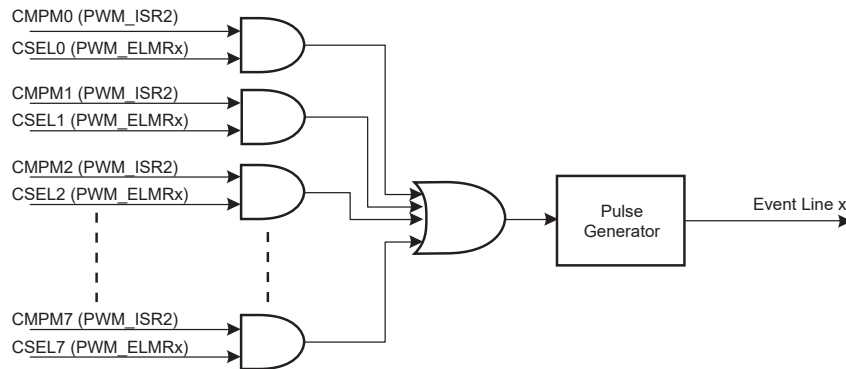 CMPM0 (PWM_ISR2)
CSEL0 (PWM_ELMRx)
CMPM1 (PWM_ISR2)
CSEL1 (PWM_ELMRx)
CMPM2 (PWM_ISR2)
CSEL2 (PWM_ELMRx)
Pulse
Generator
Event Line x
CMPM7 (PWM_ISR2)
CSEL7 (PWM_ELMRx)